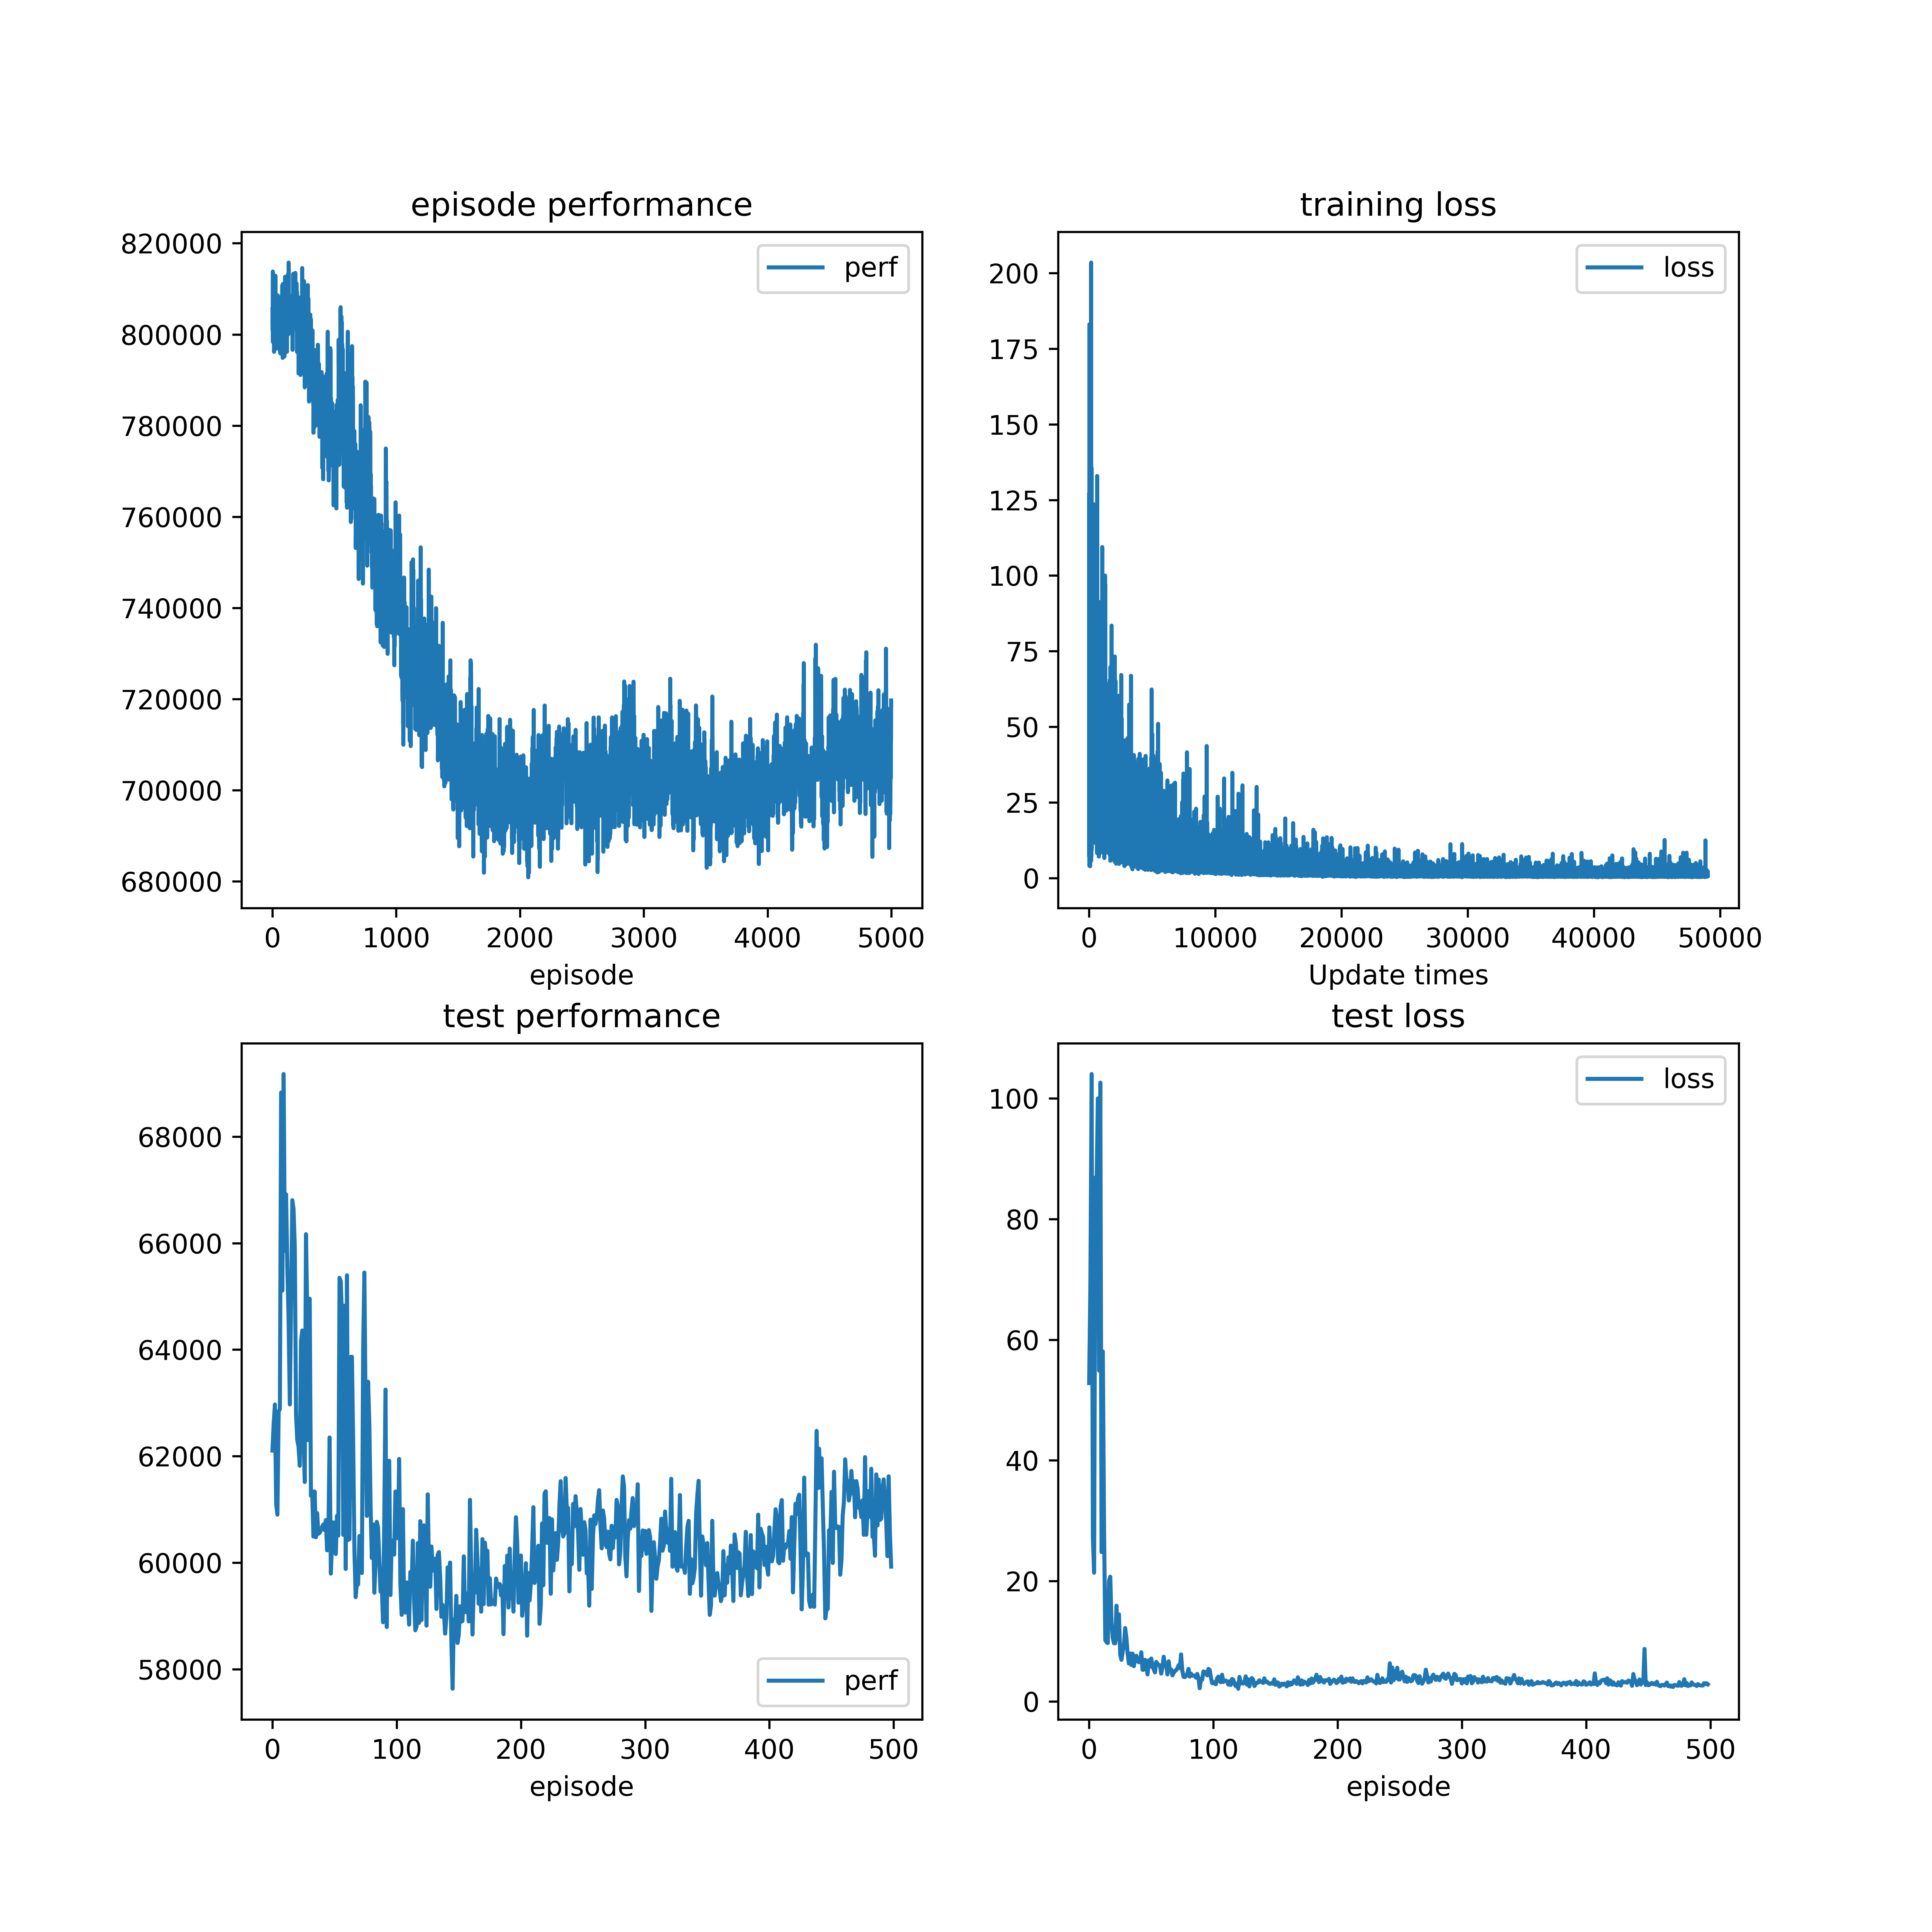 episode performance
820000
800000
780000
760000
740000
720000
700000
680000
perf
0 1000 2000 3000 4000 5000
episode
training loss
200
175
150
125
100
75
50
25
0
loss
0 10000 20000 30000 40000 50000
Update times
test performance
68000
66000
64000
62000
60000
58000
perf
0 100 200 300 400 500
episode
test loss
100
80
60
40
20
0
loss
0 100 200 300 400 500
episode